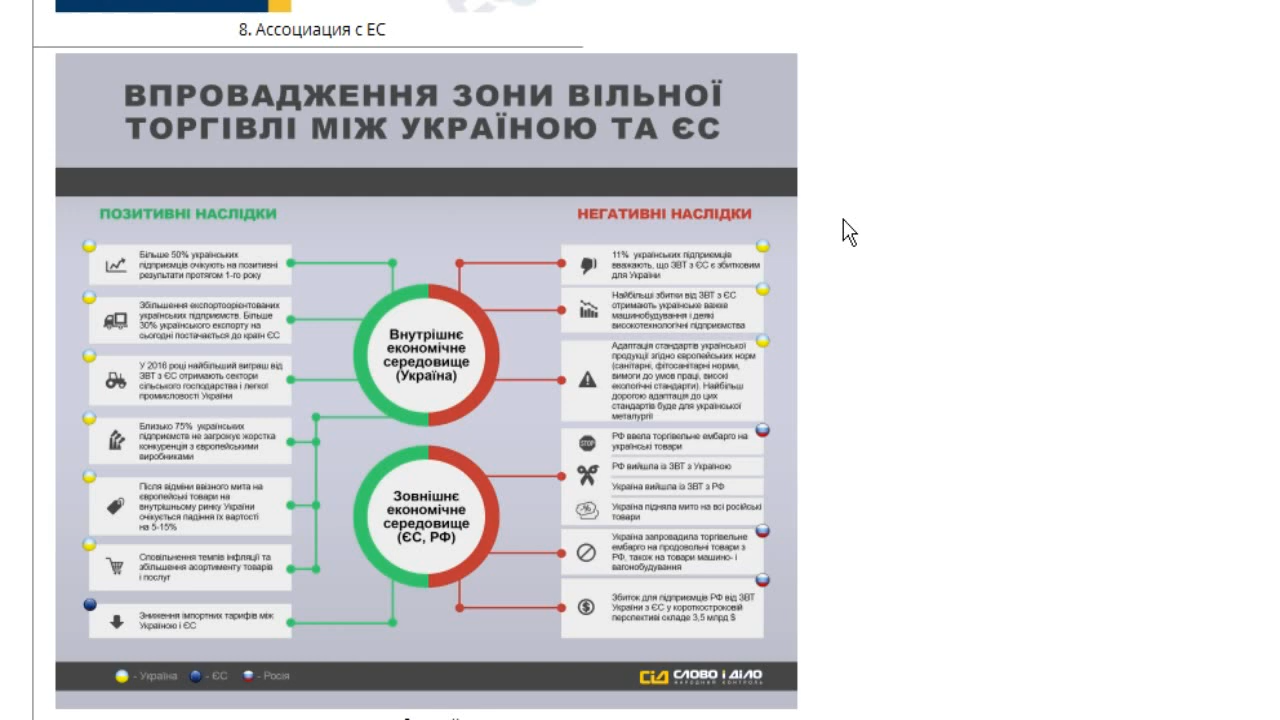 8. Ассоциация с ЕС
ВПРОВАДЖЕННЯ ЗОНИ ВІЛЬНОЇ
ТОРГІВЛІ МІЖ УКРАЇНОЮ ТА ЄС
ПОЗИТИВНІ НАСЛІДКИ
Більше 50% українських
підприємців очікують на позитивні
результати протягом 1-го року
Збільшення експортоорієнтованих
українських підприємств. Більше
30% українського експорту на
сьогодні постачається до країн ЄС
У 2016 році найбільший виграш від
ЗВТ з ЄС отримають сектори
сільського господарства і легкої
промисловості України
Близько 75% українських
підприємств не загрожує жорстка
конкуренція з європейськими
виробниками
Після відміни ввізного мита на
європейські товари на
внутрішньому ринку України
очікується падіння їх вартості
на 5-15%
Сповільнення темпів інфляції та
збільшення асортименту товарів
і послуг
Зниження імпортних тарифів між
Україною і ЄС
Внутрішнє
економічне
середовище
(Україна)
Зовнішнє
економічне
середовище
(ЄС, РФ)
НЕГАТИВНІ НАСЛІДКИ
11% українських підприємців
вважають, що ЗВТ з ЄС є збитковим
для України
Найбільші збитки від ЗВТ з ЄС
отримають українське важке
машинобудування і деякі
високотехнологічні підприємства
Адаптація стандартів української
продукції згідно європейських норм
(санітарні, фітосанітарні норми,
вимоги до умов праці, високі
екологічні стандарти). Найбільш
дорогою адаптація до цих
стандартів буде для української
металургії
STOP
РФ ввела торгівельне ембарго на
українські товари
РФ вийшла із ЗВТ з Україною
Україна вийшла із ЗВТ з РФ
%
Україна підняла мито на всі російські
товари
Україна запровадила торгівельне
ембарго на продовольчі товари з
РФ, також на товари машино- і
вагонобудування
$
Збиток для підприємців РФ від ЗВТ
України з ЄС у короткостроковій
перспективі складе 3,5 млрд $
- Україна - ЄС - Росія
СІД СЛОВО І ДІЛО
НАРОДНИЙ КОНТРОЛЬ